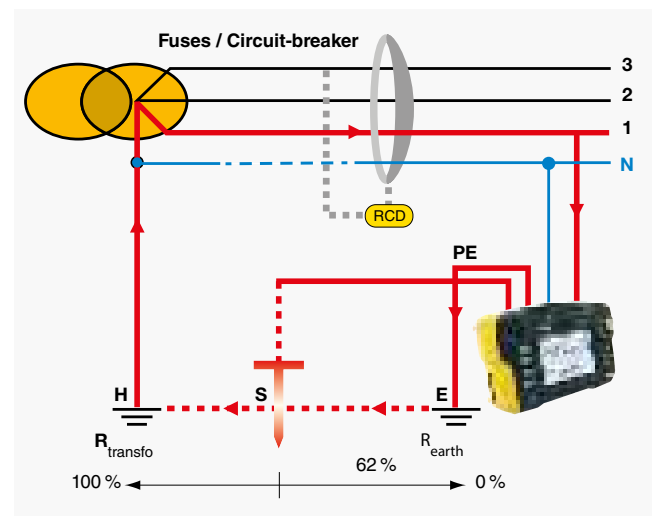 Fuses / Circuit-breaker
3
2
1
N
RCD
PE
H
S
E
R transfo
R earth
62 %
100 %
0 %